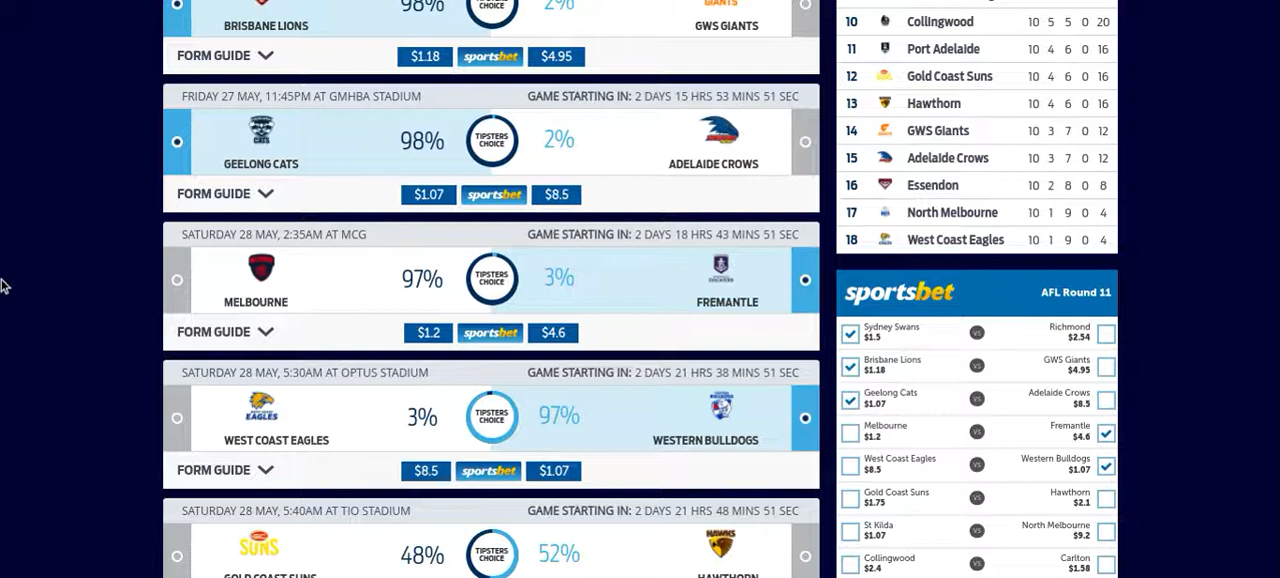 98%
2%
BRISBANE LIONS
GWS GIANTS
FORM GUIDE
$1.18 sportsbet $4.95
FRIDAY 27 MAY, 11:45PM AT GMHBA STADIUM
GAME STARTING IN: 2 DAYS 15 HRS 53 MINS 51 SEC
CATS
98%
TIPSTERS
CHOICE
2%
GEELONG CATS
ADELAIDE CROWS
FORM GUIDE
$1.07 sportsbet $8.5
SATURDAY 28 MAY, 2:35AM AT MCG
GAME STARTING IN: 2 DAYS 18 HRS 43 MINS 51 SEC
97%
TIPSTERS
CHOICE
3%
MELBOURNE
FREMANTLE
FORM GUIDE
$1.2 sportsbet $4.6
SATURDAY 28 MAY, 5:30AM AT OPTUS STADIUM
GAME STARTING IN: 2 DAYS 21 HRS 38 MINS 51 SEC
EAGLES
3%
TIPSTERS
CHOICE
97%
WEST COAST EAGLES
WESTERN BULLDOGS
FORM GUIDE
$8.5 sportsbet $1.07
SATURDAY 28 MAY, 5:40AM AT TIO STADIUM
GAME STARTING IN: 2 DAYS 21 HRS 48 MINS 51 SEC
SUNS
48%
TIPSTERS
CHOICE
52%
HAWKS
GOLD COAST SUNS
HAWTHORN
10 Collingwood 10 5 5 0 20
11 Port Adelaide 10 4 6 0 16
12 Gold Coast Suns 10 4 6 0 16
13 Hawthorn 10 4 6 0 16
14 GWS Giants 10 3 7 0 12
15 Adelaide Crows 10 3 7 0 12
16 Essendon 10 2 8 0 8
17 North Melbourne 10 1 9 0 4
18 West Coast Eagles 10 1 9 0 4
sportsbet AFL Round 11
Sydney Swans VS Richmond
$1.5 $2.54
Brisbane Lions VS GWS Giants
$1.18 $4.95
Geelong Cats VS Adelaide Crows
$1.07 $8.5
Melbourne VS Fremantle
$1.2 $4.6
West Coast Eagles VS Western Bulldogs
$8.5 $1.07
Gold Coast Suns VS Hawthorn
$1.75 $2.1
St Kilda VS North Melbourne
$1.07 $9.2
Collingwood VS Carlton
$2.4 $1.58